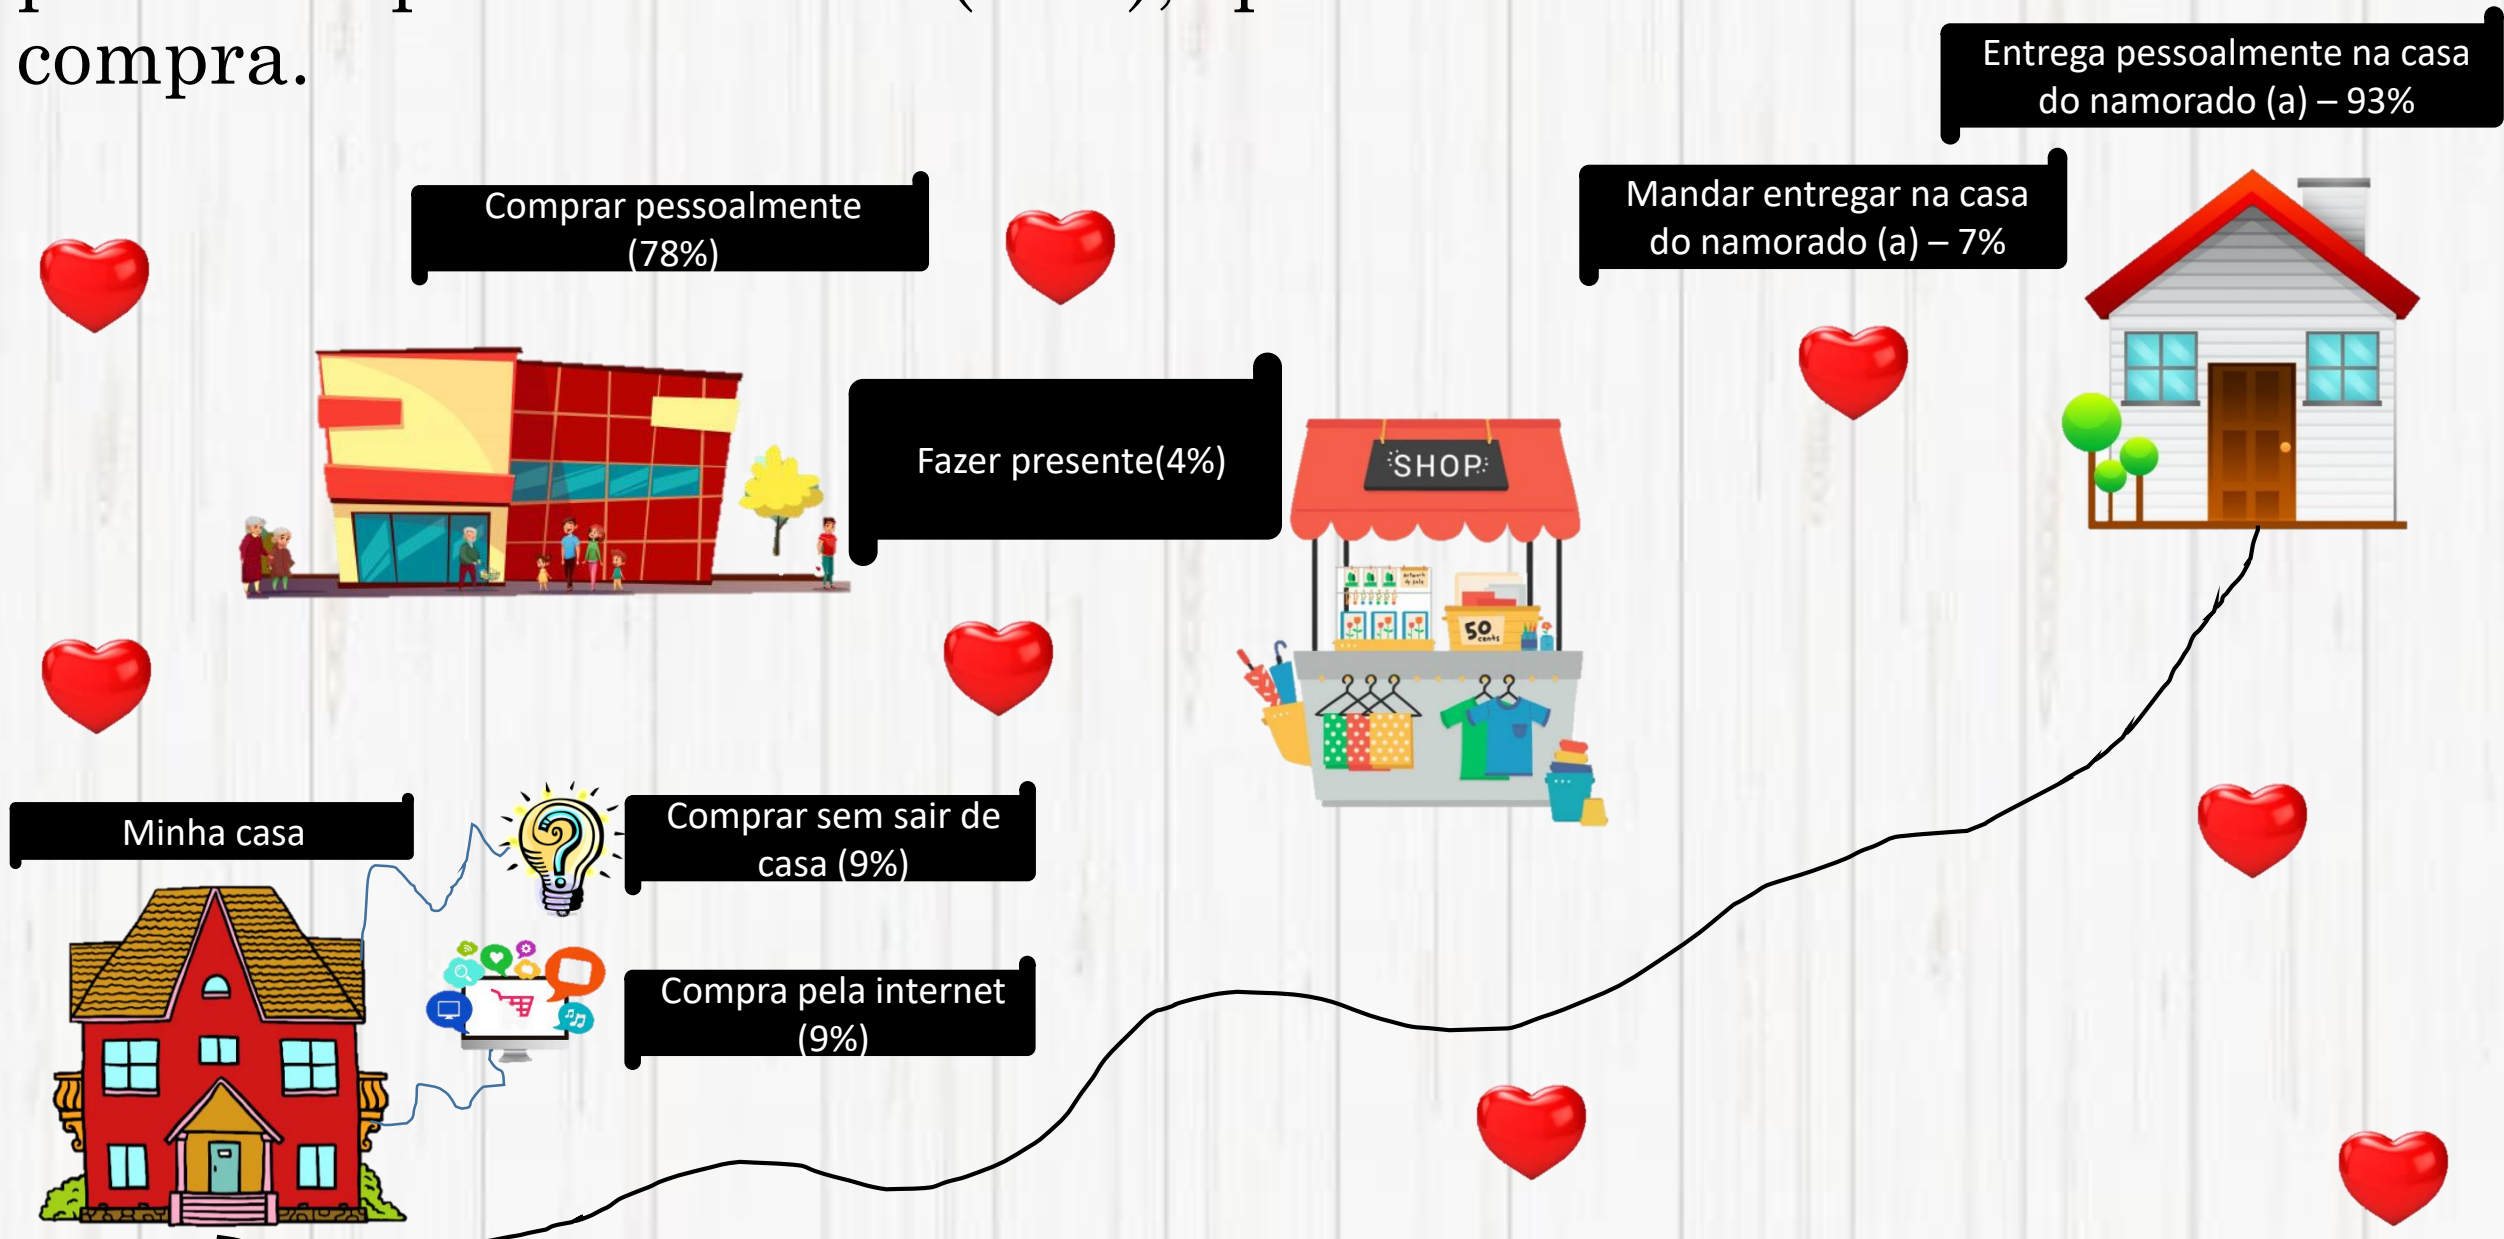 compra.
Entrega pessoalmente na casa
do namorado (a) – 93%
Mandar entregar na casa
do namorado (a) – 7%
Comprar pessoalmente
(78%)
Fazer presente(4%)
SHOP
50
cents
Minha casa
Comprar sem sair de
casa (9%)
Compra pela internet
(9%)